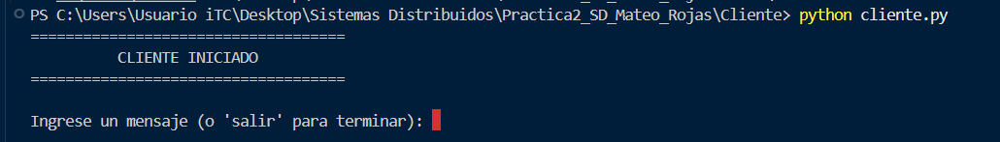 PS C:\Users\Usuario iTC\Desktop\Sistemas Distribuidos\Practica2_SD_Mateo_Rojas\Cliente> python cliente.py
====================================
CLIENTE INICIADO
====================================
Ingrese un mensaje (o 'salir' para terminar):